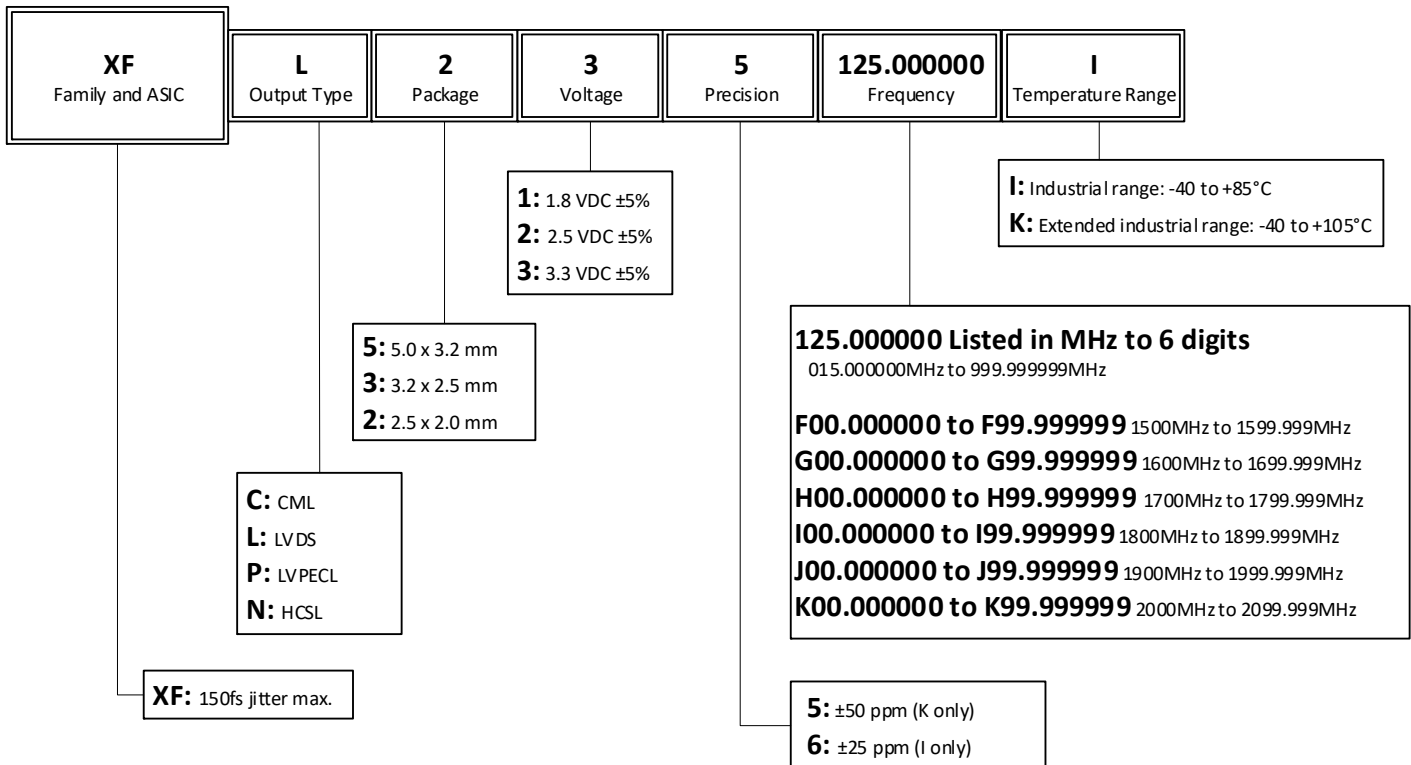 XF
Family and ASIC
L
Output Type
2
Package
3
Voltage
5
Precision
125.000000
Frequency
I
Temperature Range
I: Industrial range: -40 to +85°C
K: Extended industrial range: -40 to +105°C
1: 1.8 VDC ±5%
2: 2.5 VDC ±5%
3: 3.3 VDC ±5%
125.000000 Listed in MHz to 6 digits
015.000000MHz to 999.999999MHz
F00.000000 to F99.999999 1500MHz to 1599.999MHz
G00.000000 to G99.999999 1600MHz to 1699.999MHz
H00.000000 to H99.999999 1700MHz to 1799.999MHz
I00.000000 to I99.999999 1800MHz to 1899.999MHz
J00.000000 to J99.999999 1900MHz to 1999.999MHz
K00.000000 to K99.999999 2000MHz to 2099.999MHz
5: 5.0 x 3.2 mm
3: 3.2 x 2.5 mm
2: 2.5 x 2.0 mm
C: CML
L: LVDS
P: LVPECL
N: HCSL
XF: 150fs jitter max.
5: ±50 ppm (K only)
6: ±25 ppm (I only)